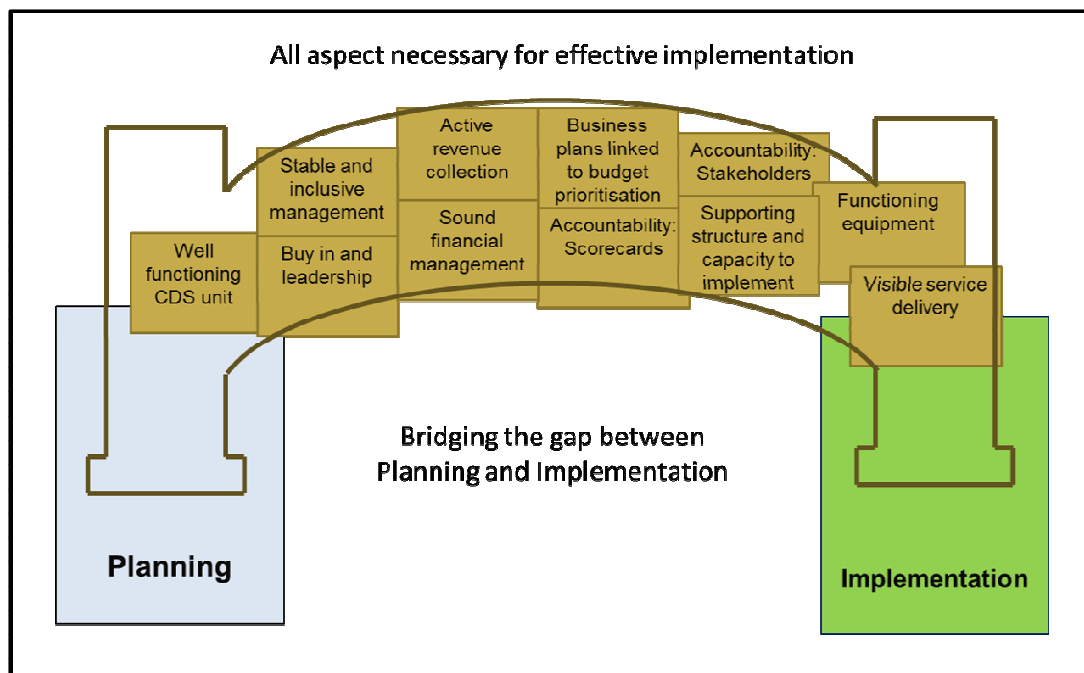 All aspect necessary for effective implementation
Well
functioning
CDS unit
Stable and
inclusive
management
Buy in and
leadership
Active
revenue
collection
Sound
financial
management
Business
plans linked
to budget
prioritisation
Accountability:
Scorecards
Accountability:
Stakeholders
Supporting
structure and
capacity to
implement
Functioning
equipment
Visible service
delivery
Bridging the gap between
Planning and Implementation
Planning
Implementation